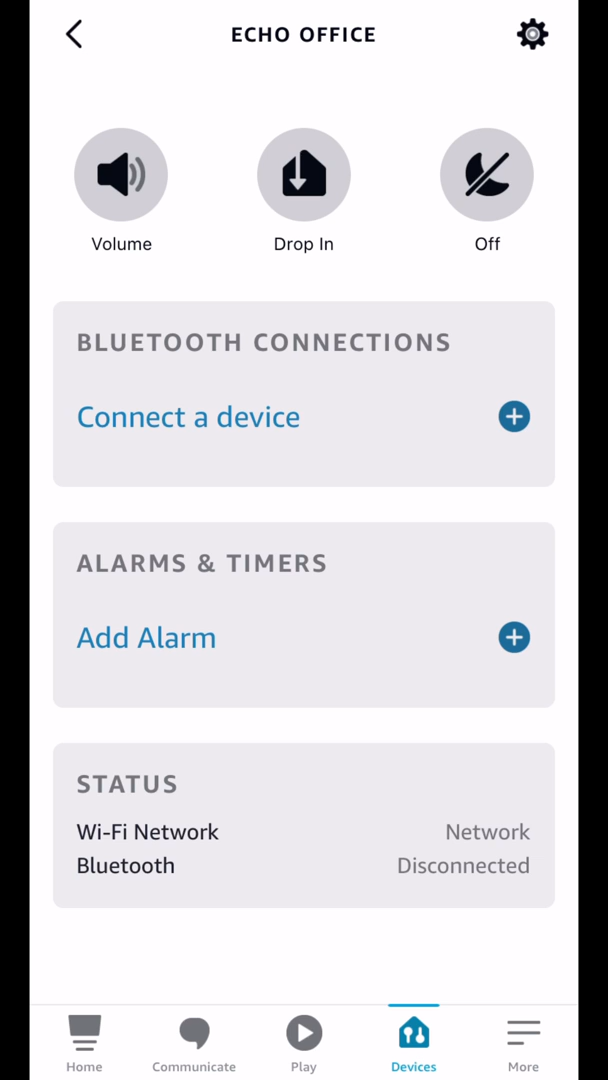 ECHO OFFICE
Volume
Drop In
Off
BLUETOOTH CONNECTIONS
Connect a device
ALARMS & TIMERS
Add Alarm
STATUS
Wi-Fi Network Network
Bluetooth Disconnected
Home Communicate Play Devices More